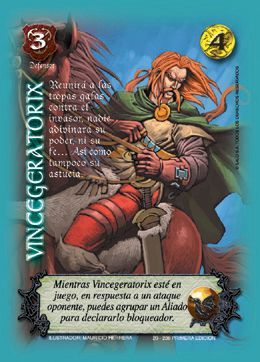 3
4
Defensor
VINCEGERATORIX
Reunirá a las
tropas galas
contra el
invasor, nadie
adivinará su
poder, ni su
fe... Así como
tampoco su
astucia.
Mientras Vincegeratorix esté en
juego, en respuesta a un ataque
oponente, puedes agrupar un Aliado
para declararlo bloqueador.
ILUSTRADOR: MAURICIO HERRERA
PRIMERA EDICIÓN